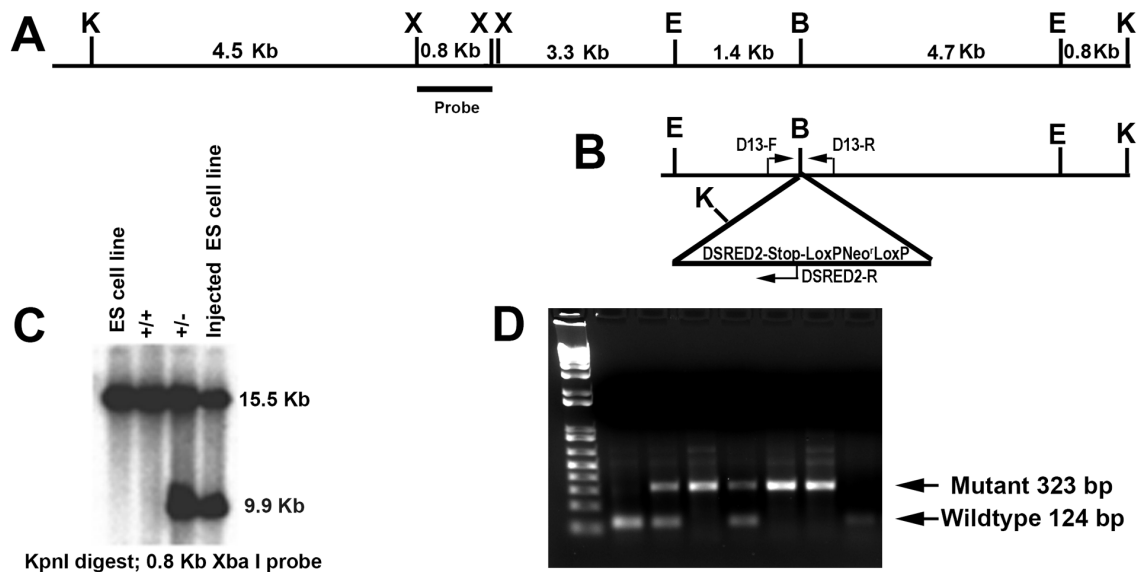 A
K X X X E B E K
4.5 Kb 0.8 Kb 3.3 Kb 1.4 Kb 4.7 Kb 0.8 Kb
Probe
B
E B E K
D13-F D13-R
K
DSRED2-Stop-LoxPNeoʳLoxP
DSRED2-R
C
ES cell line
+/+
+/-
Injected ES cell line
15.5 Kb
9.9 Kb
KpnI digest; 0.8 Kb Xba I probe
D
Mutant 323 bp
Wildtype 124 bp